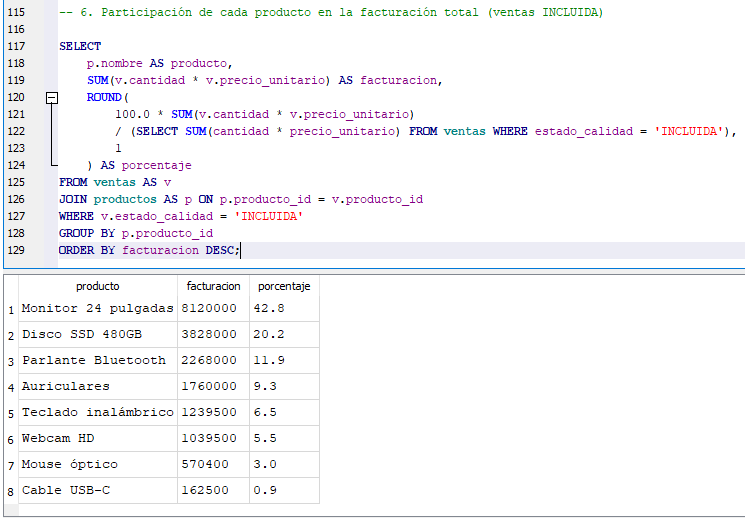 115 -- 6. Participación de cada producto en la facturación total (ventas INCLUIDA)
116
117 SELECT
118     p.nombre AS producto,
119     SUM(v.cantidad * v.precio_unitario) AS facturacion,
120     ROUND(
121         100.0 * SUM(v.cantidad * v.precio_unitario)
122         / (SELECT SUM(cantidad * precio_unitario) FROM ventas WHERE estado_calidad = 'INCLUIDA'),
123         1
124     ) AS porcentaje
125 FROM ventas AS v
126 JOIN productos AS p ON p.producto_id = v.producto_id
127 WHERE v.estado_calidad = 'INCLUIDA'
128 GROUP BY p.producto_id
129 ORDER BY facturacion DESC;
producto facturacion porcentaje
1 Monitor 24 pulgadas 8120000 42.8
2 Disco SSD 480GB 3828000 20.2
3 Parlante Bluetooth 2268000 11.9
4 Auriculares 1760000 9.3
5 Teclado inalámbrico 1239500 6.5
6 Webcam HD 1039500 5.5
7 Mouse óptico 570400 3.0
8 Cable USB-C 162500 0.9